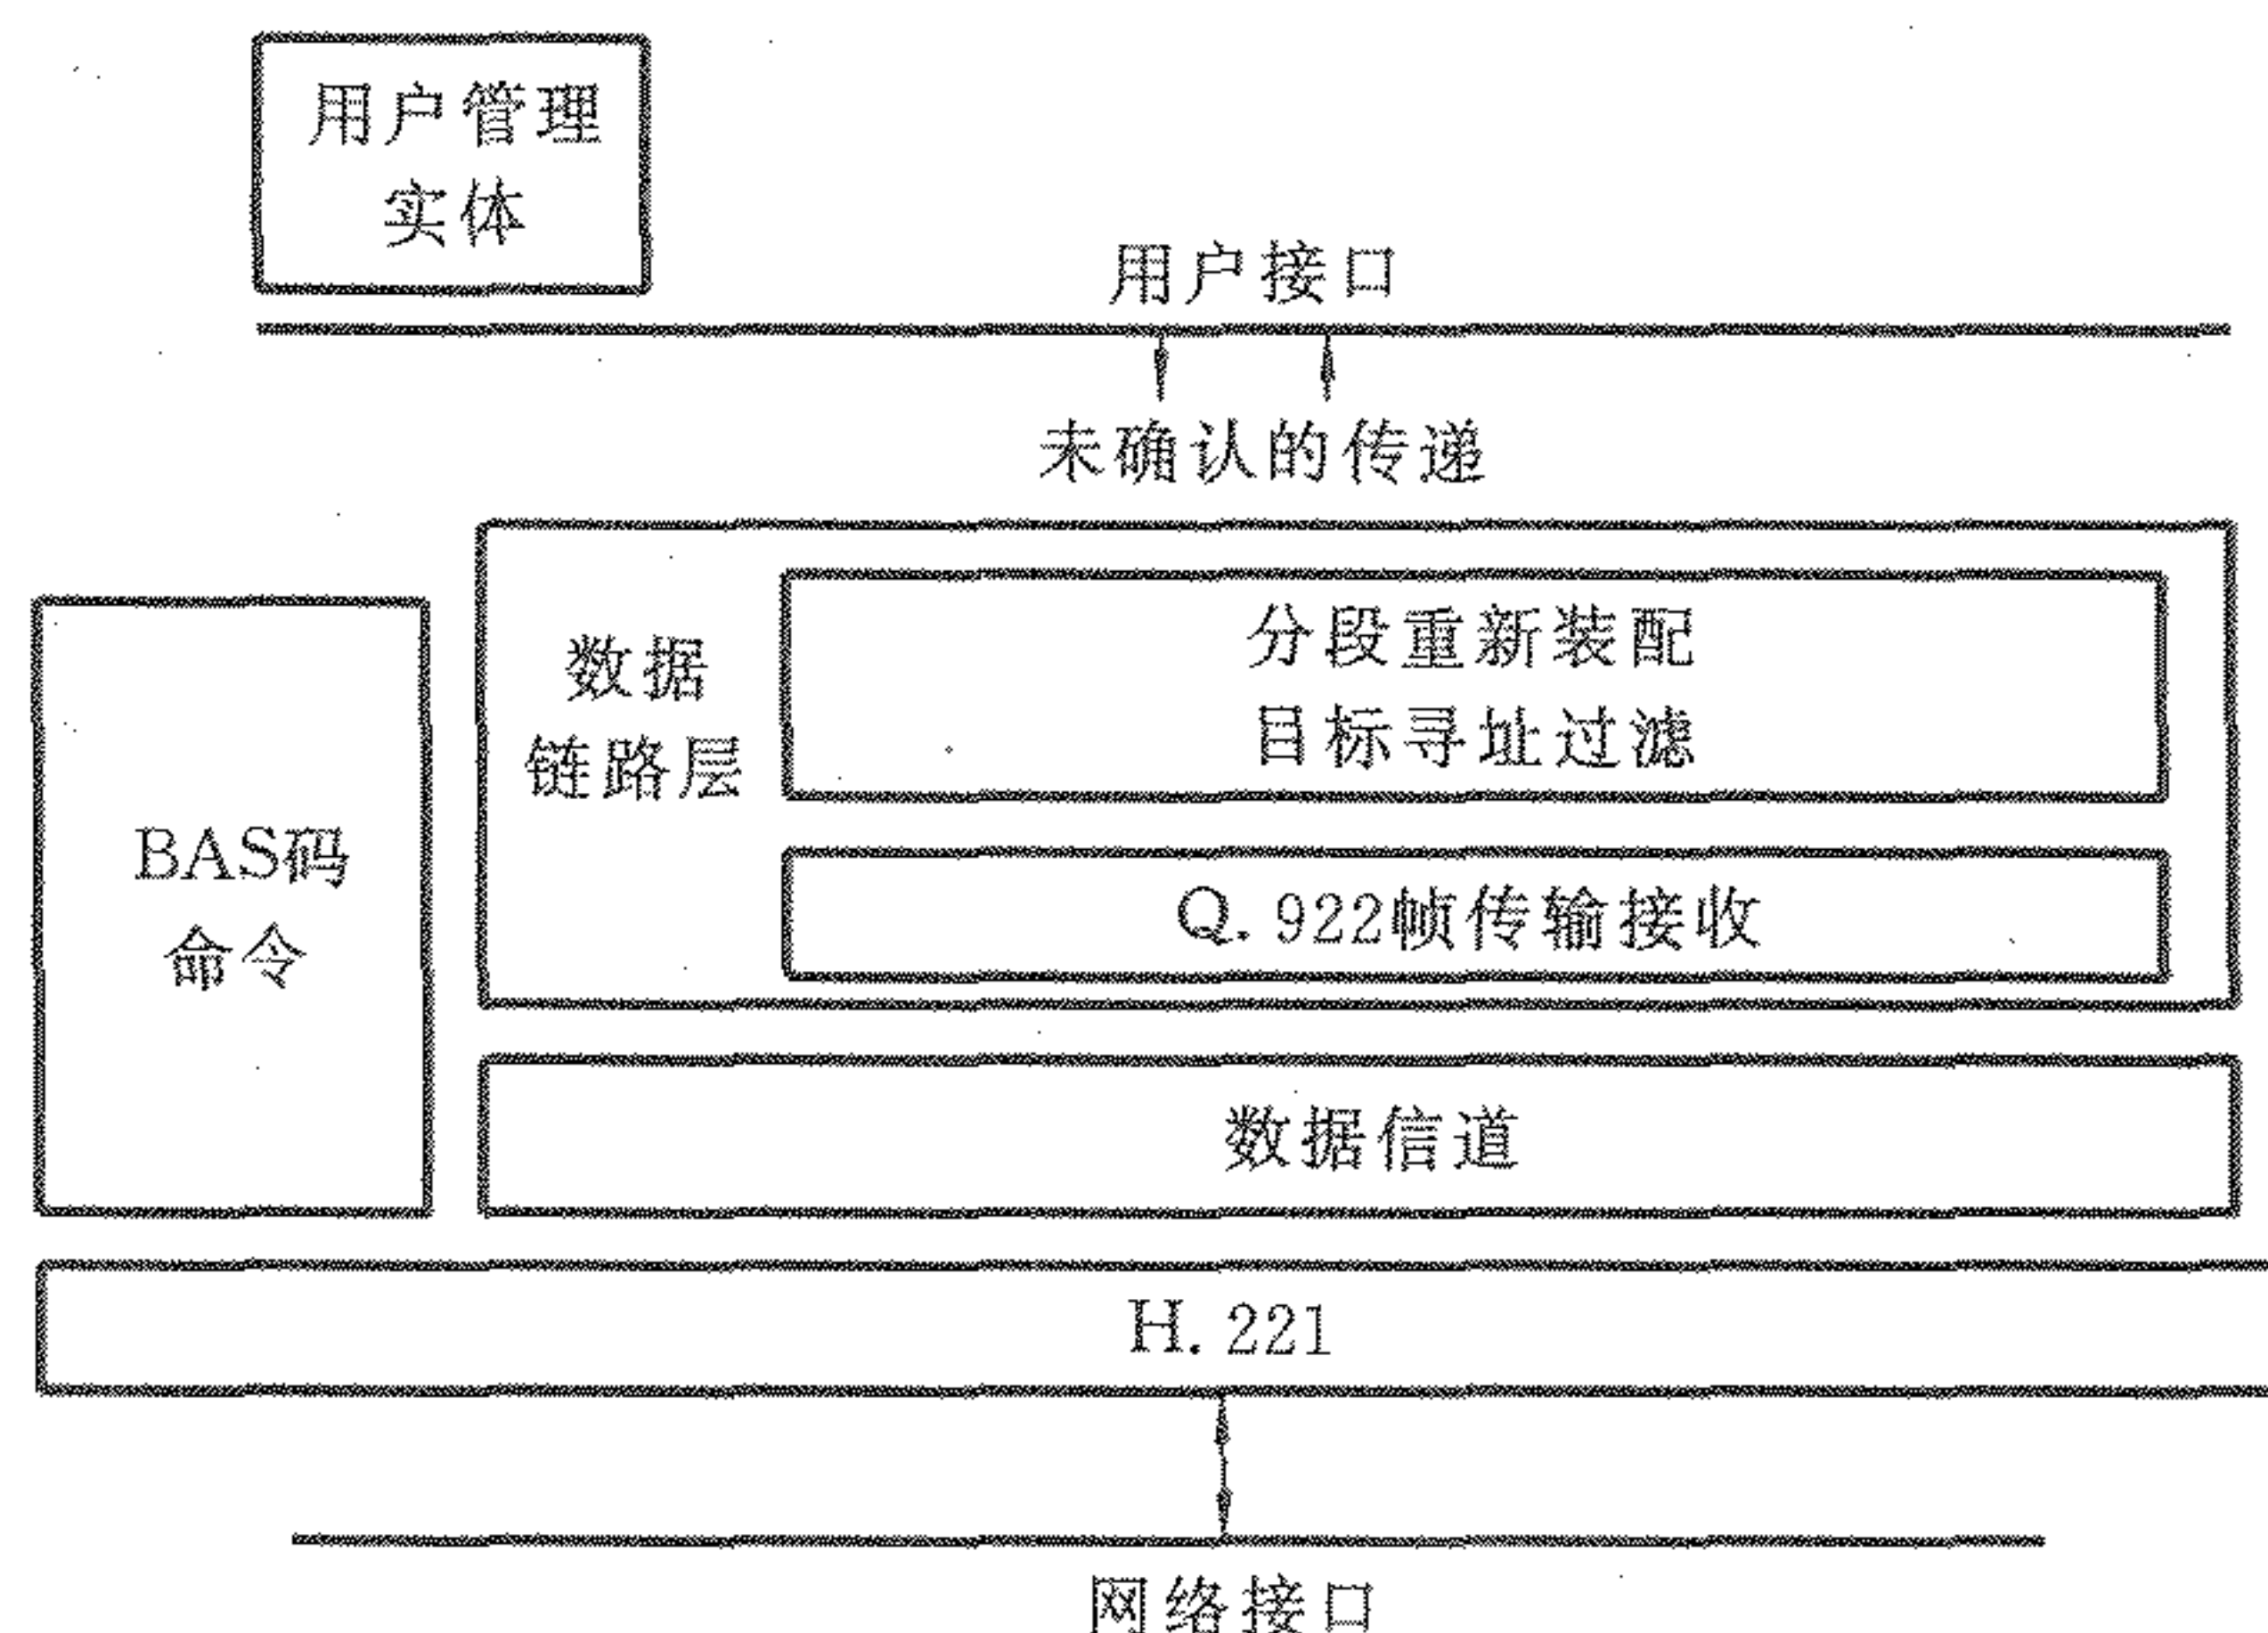 用户管理
实体
用户接口
未确认的传递
数据
链路层
分段重新装配
目标寻址过滤
BAS码
命令
Q.922帧传输接收
数据信道
H.221
网络接口